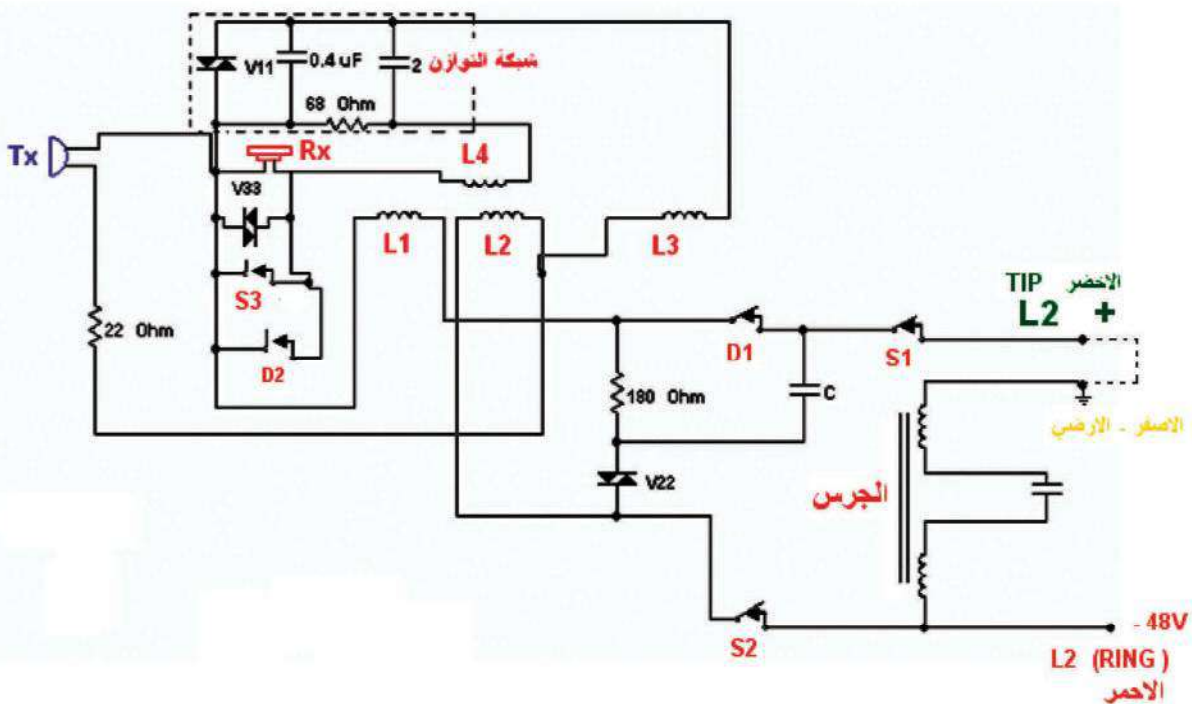 V11
0.4 uF
2
شبكة التوازن
68 Ohm
Tx
Rx
L4
V33
L1
L2
L3
S3
22 Ohm
D2
TIP الاخضر
L2 +
D1
S1
180 Ohm
C
الاصفر - الارضي
V22
الجرس
S2
- 48V
L2 (RING )
الاحمر